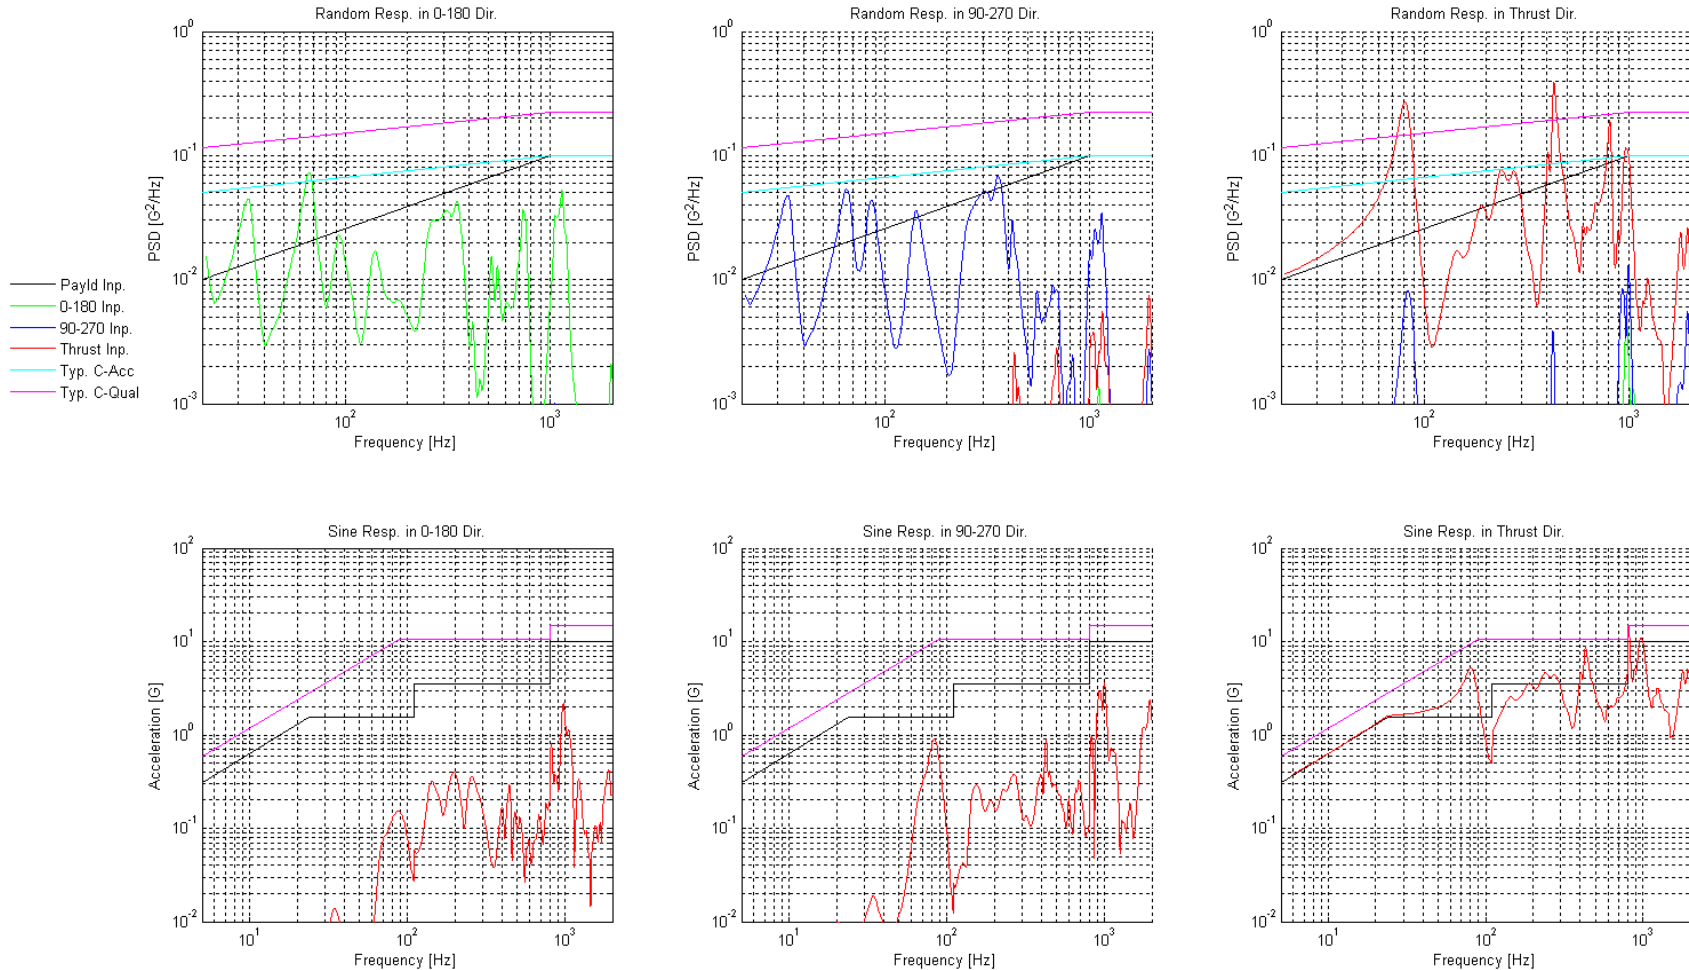 Random Resp. in 0-180 Dir.
10^0
10^-1
10^-2
10^-3
PSD [G^2/Hz]
10^2
10^3
Frequency [Hz]
Random Resp. in 90-270 Dir.
10^0
10^-1
10^-2
10^-3
PSD [G^2/Hz]
10^2
10^3
Frequency [Hz]
Random Resp. in Thrust Dir.
10^0
10^-1
10^-2
10^-3
PSD [G^2/Hz]
10^2
10^3
Frequency [Hz]
Payld Inp.
0-180 Inp.
90-270 Inp.
Thrust Inp.
Typ. C-Acc
Typ. C-Qual
Sine Resp. in 0-180 Dir.
10^2
10^1
10^0
10^-1
10^-2
Acceleration [G]
10^1
10^2
10^3
Frequency [Hz]
Sine Resp. in 90-270 Dir.
10^2
10^1
10^0
10^-1
10^-2
Acceleration [G]
10^1
10^2
10^3
Frequency [Hz]
Sine Resp. in Thrust Dir.
10^2
10^1
10^0
10^-1
10^-2
Acceleration [G]
10^1
10^2
10^3
Frequency [Hz]